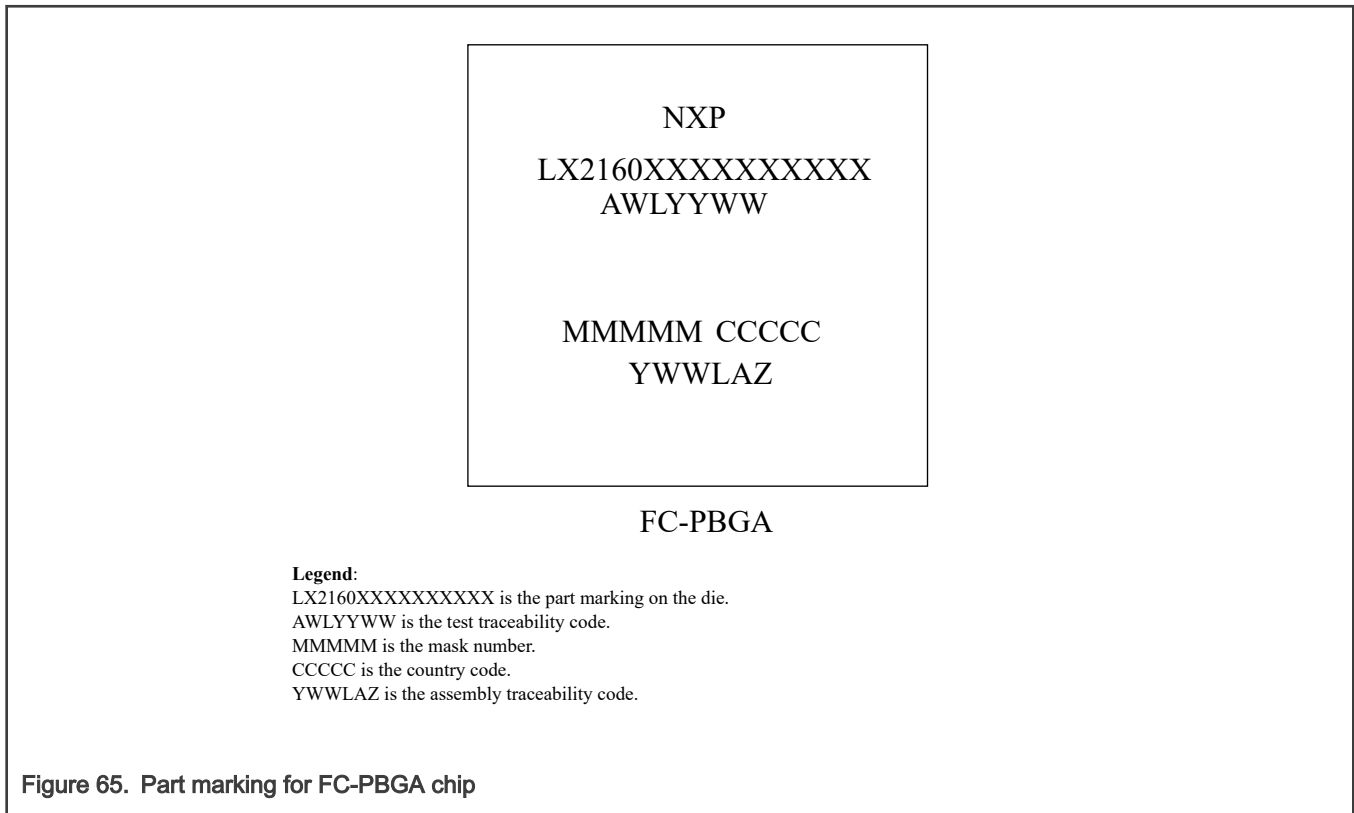 NXP
LX2160XXXXXXXXXX
AWLYYWW
MMMMM CCCCC
YWWLAZ
FC-PBGA
Legend:
LX2160XXXXXXXXXX is the part marking on the die.
AWLYYWW is the test traceability code.
MMMMM is the mask number.
CCCCC is the country code.
YWWLAZ is the assembly traceability code.
Figure 65. Part marking for FC-PBGA chip